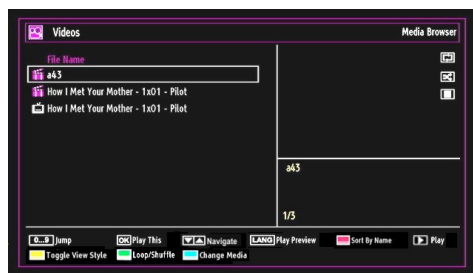 Videos Media Browser
File Name
a43
How I Met Your Mother - 1x01 - Pilot
How I Met Your Mother - 1x01 - Pilot
a43
1/3
0...9 Jump OK Play This Navigate LANG Play Preview Sort By Name Play
Toggle View Style Loop/Shuffle Change Media